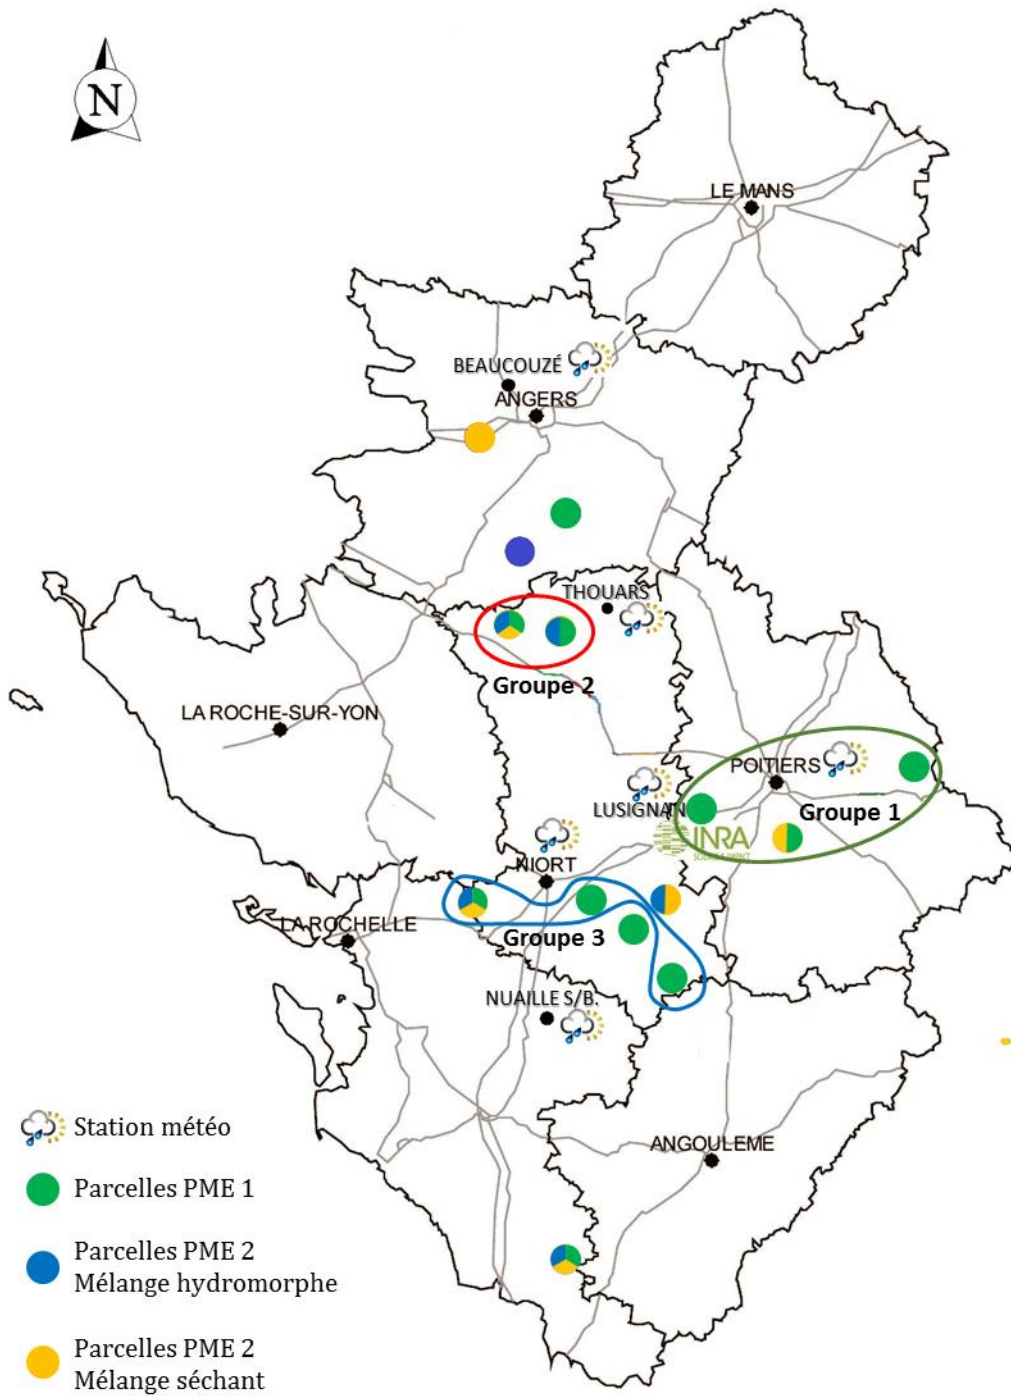 N
LE MANS
BEAUCOUZÉ
ANGERS
THOUARS
Groupe 2
LA ROCHE-SUR-YON
POITIERS
LUSIGNAN
Groupe 1
INRA
SCIENCE & IMPACT
NIORT
LA ROCHELLE
Groupe 3
NUAILLE S/B.
ANGOULEME
Station météo
Parcelles PME 1
Parcelles PME 2
Mélange hydromorphe
Parcelles PME 2
Mélange séchant